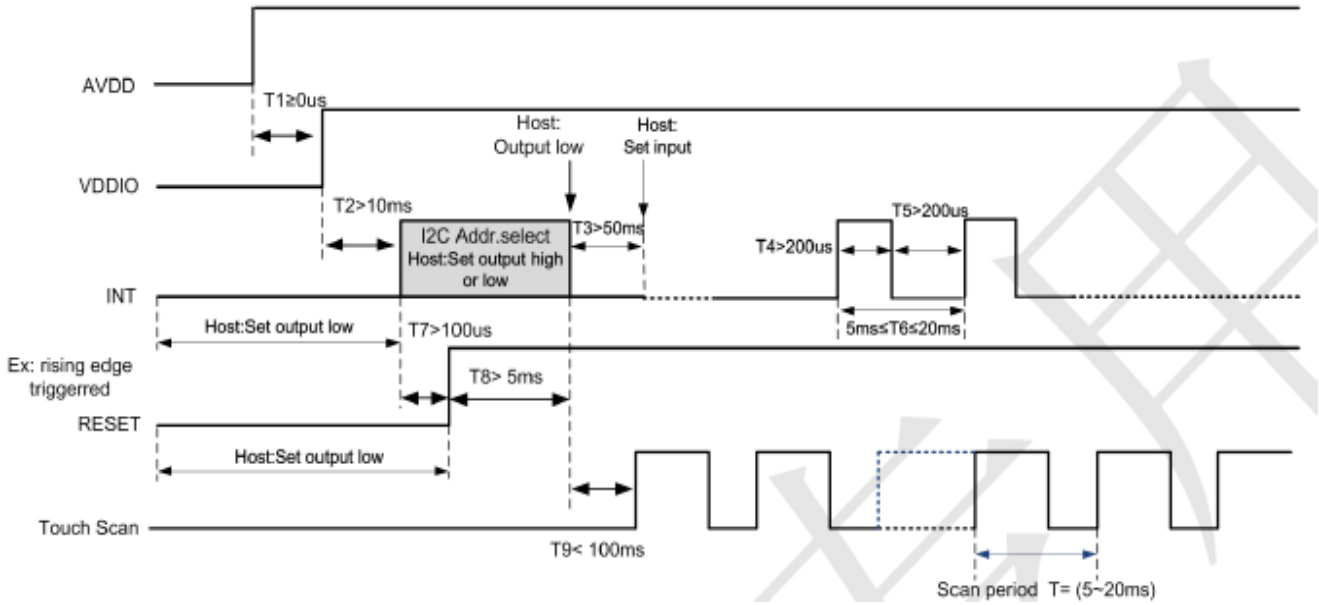 AVDD
T1≥0us
Host:
Output low
Host:
Set input
VDDIO
T2>10ms
I2C Addr.select
Host:Set output high
or low
T3>50ms
T4>200us
T5>200us
INT
5ms≤T6≤20ms
Host:Set output low
T7>100us
Ex: rising edge
triggerred
T8> 5ms
RESET
Host:Set output low
Touch Scan
T9< 100ms
Scan period T= (5~20ms)